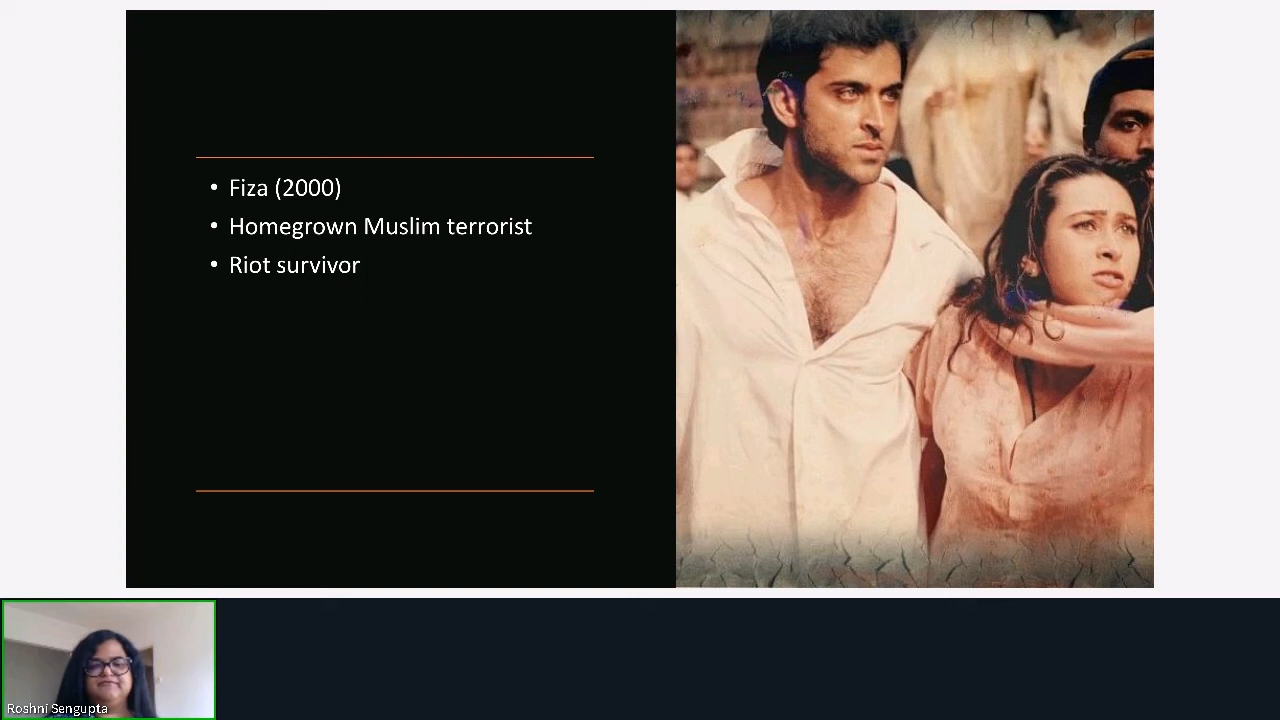 • Fiza (2000)
• Homegrown Muslim terrorist
• Riot survivor
Roshni Sengupta